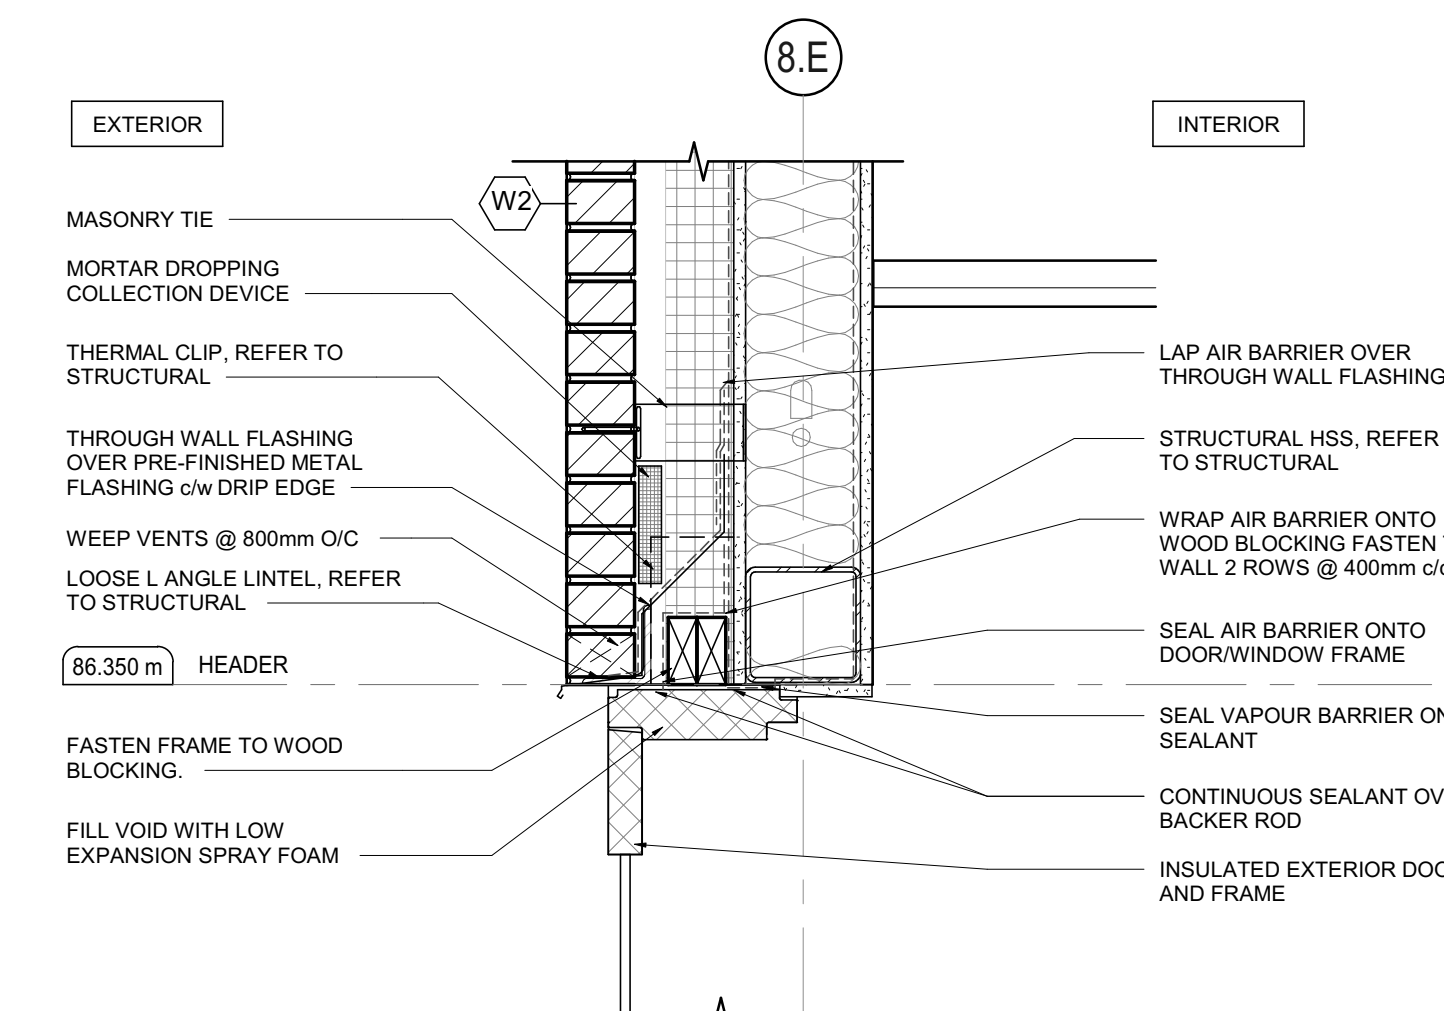 8.E
EXTERIOR
INTERIOR
W2
MASONRY TIE
MORTAR DROPPING
COLLECTION DEVICE
THERMAL CLIP, REFER TO
STRUCTURAL
THROUGH WALL FLASHING
OVER PRE-FINISHED METAL
FLASHING c/w DRIP EDGE
WEEP VENTS @ 800mm O/C
LOOSE L ANGLE LINTEL, REFER
TO STRUCTURAL
86.350 m HEADER
FASTEN FRAME TO WOOD
BLOCKING.
FILL VOID WITH LOW
EXPANSION SPRAY FOAM
LAP AIR BARRIER OVER
THROUGH WALL FLASHING
STRUCTURAL HSS, REFER
TO STRUCTURAL
WRAP AIR BARRIER ONTO
WOOD BLOCKING FASTEN
WALL 2 ROWS @ 400mm c/c
SEAL AIR BARRIER ONTO
DOOR/WINDOW FRAME
SEAL VAPOUR BARRIER
SEALANT
CONTINUOUS SEALANT
BACKER ROD
INSULATED EXTERIOR
AND FRAME